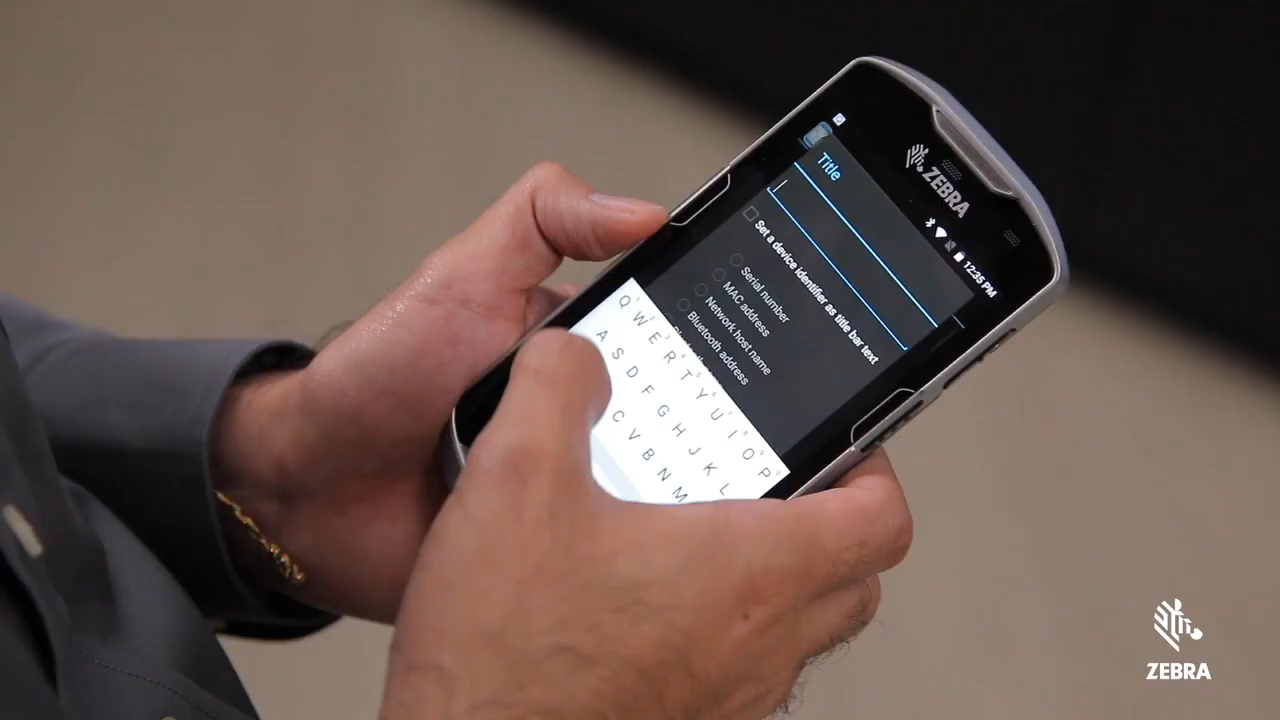 ZEBRA
12:35 PM
Title
Set a device identifier as title bar text
Serial number
MAC address
Network host name
Bluetooth address
Q W E R T Y U I O P
A S D F G H J K L
C V B N M
ZEBRA